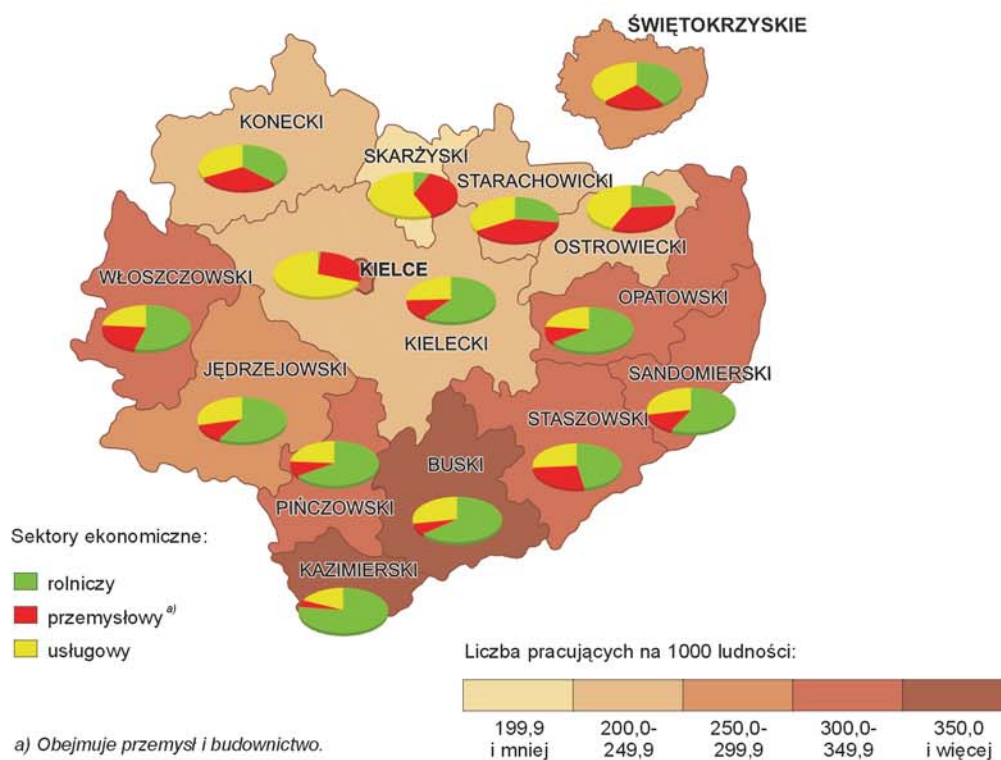 ŚWIĘTOKRZYSKIE
KONECKI
SKARŻYSKI
STARACHOWICKI
OSTROWIECKI
WŁOSZCZOWSKI
KIELCE
OPATOWSKI
KIELECKI
JĘDRZEJOWSKI
SANDOMIERSKI
STASZOWSKI
BUSKI
PIŃCZOWSKI
KAZIMIERSKI
Sektory ekonomiczne:
rolniczy
przemysłowy a)
usługowy
a) Obejmuje przemysł i budownictwo.
Liczba pracujących na 1000 ludności:
199,9 i mniej
200,0-249,9
250,0-299,9
300,0-349,9
350,0 i więcej